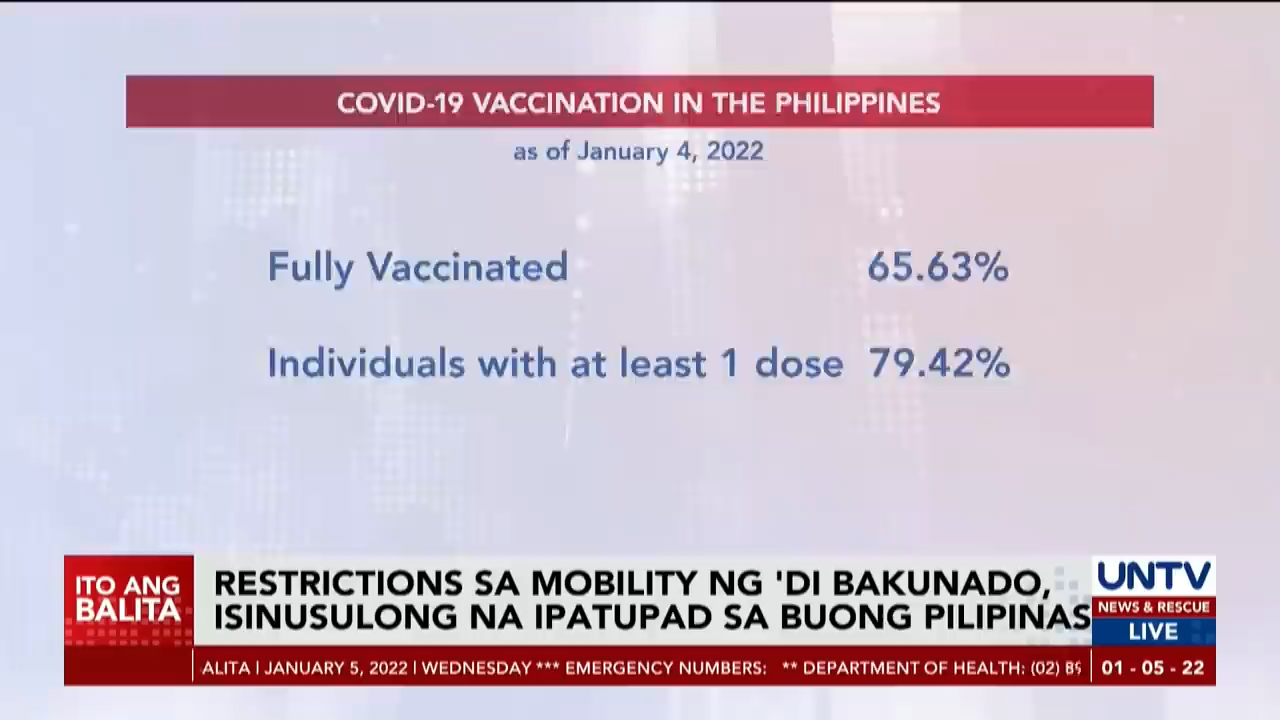 COVID-19 VACCINATION IN THE PHILIPPINES
as of January 4, 2022
Fully Vaccinated 65.63%
Individuals with at least 1 dose 79.42%
ITO ANG
BALITA
RESTRICTIONS SA MOBILITY NG 'DI BAKUNADO,
ISINUSULONG NA IPATUPAD SA BUONG PILIPINAS
UNTV
NEWS & RESCUE
LIVE
ALITA | JANUARY 5, 2022 | WEDNESDAY *** EMERGENCY NUMBERS: ** DEPARTMENT OF HEALTH: (02)
01 - 05 - 22